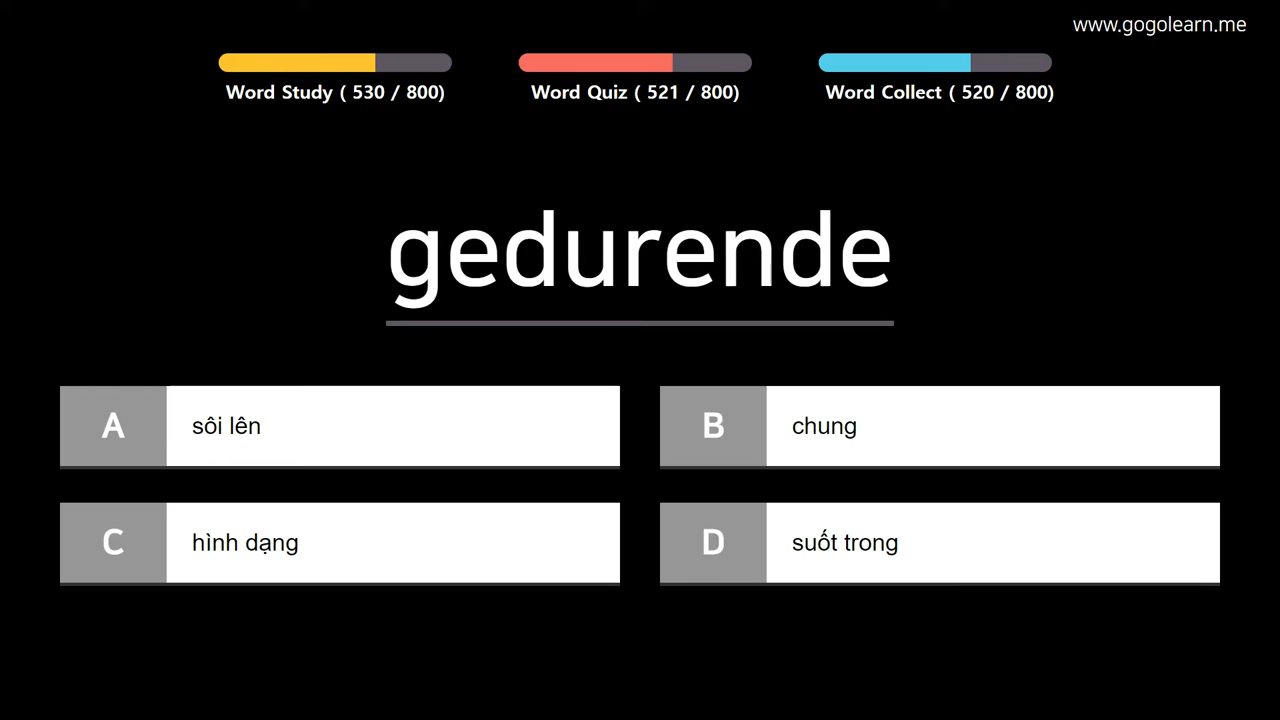 www.gogolearn.me
Word Study ( 530 / 800)
Word Quiz ( 521 / 800)
Word Collect ( 520 / 800)
gedurende
A sôi lên
B chung
C hình dạng
D suốt trong